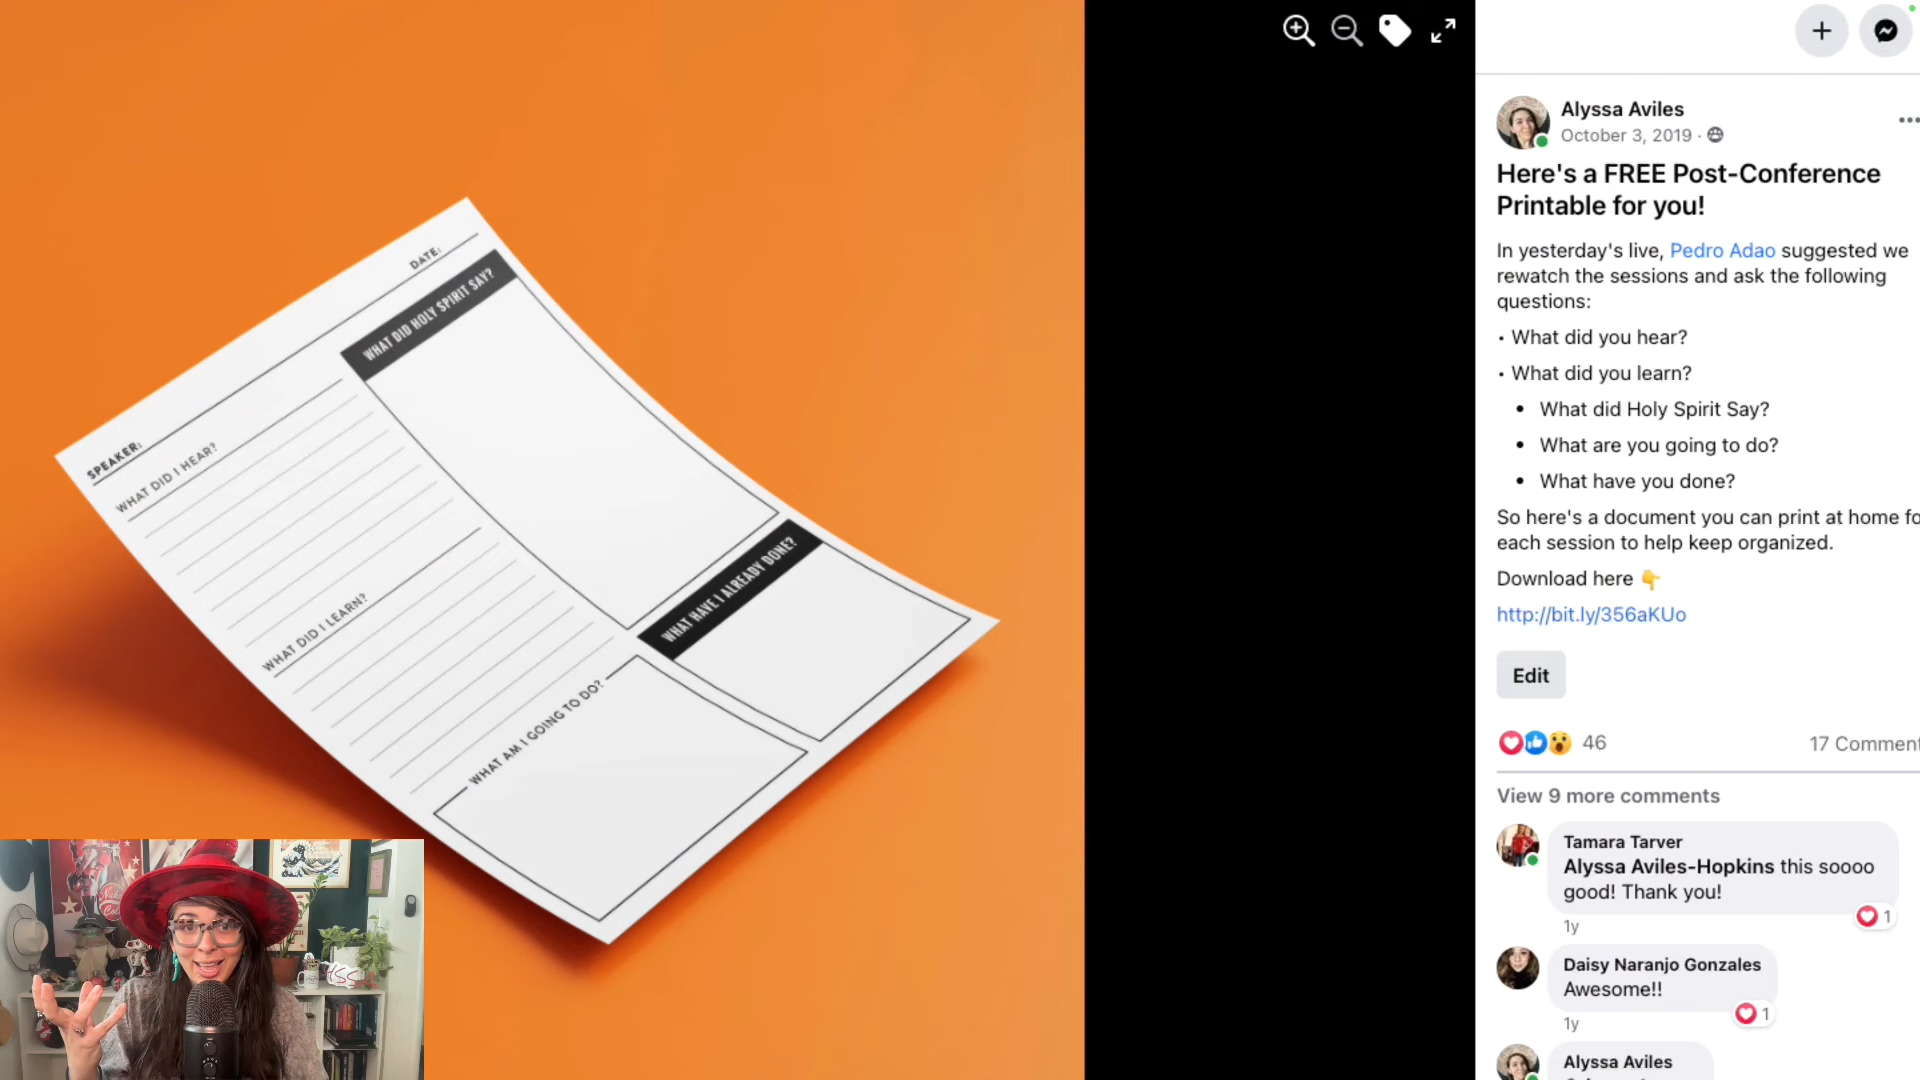 DATE:
SPEAKER:
WHAT DID I HEAR?
WHAT DID HOLY SPIRIT SAY?
WHAT DID I LEARN?
WHAT HAVE I ALREADY DONE?
WHAT AM I GOING TO DO?
Alyssa Aviles
October 3, 2019 ·
Here's a FREE Post-Conference
Printable for you!
In yesterday's live, Pedro Adao suggested we
rewatch the sessions and ask the following
questions:
• What did you hear?
• What did you learn?
• What did Holy Spirit Say?
• What are you going to do?
• What have you done?
So here's a document you can print at home fo
each session to help keep organized.
Download here 👇
http://bit.ly/356aKUo
Edit
46
17 Comment
View 9 more comments
Tamara Tarver
Alyssa Aviles-Hopkins this soooo
good! Thank you!
1
1y
Daisy Naranjo Gonzales
Awesome!!
1
1y
Alyssa Aviles
HSS